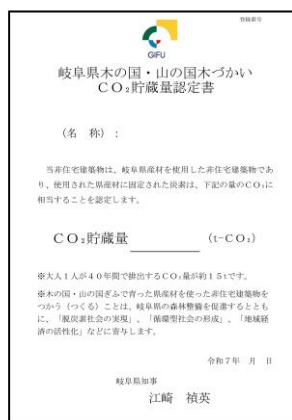 登録番号
GIFU
岐阜県木の国・山の国木づかい
CO₂貯蔵量認定書
(名 称):
当非住宅建築物は、岐阜県産材を使用した非住宅建築物であ
り、使用された県産材に固定された炭素は、下記の量のCO₂に
相当することを認定します。
CO₂貯蔵量 (t-CO₂)
※大人1人が40年間で排出するCO₂量が約15tです。
※木の国・山の国ぎふで育った県産材を使った非住宅建築物を
つかう(つくる)ことは、岐阜県の森林整備を促進するととも
に、「脱炭素社会の実現」、「循環型社会の形成」、「地域経
済の活性化」などに寄与します。
令和7年 月 日
岐阜県知事
江崎 禎英